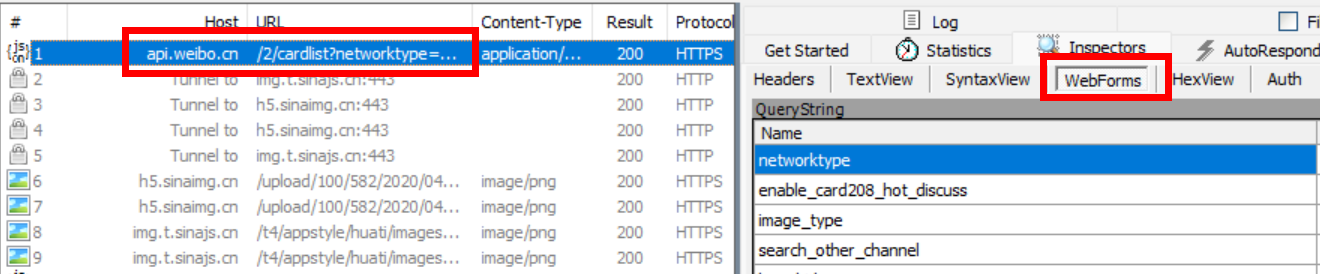 # Host URL Content-Type Result Protocol
1 api.weibo.cn /2/cardlist?networktype=... application/... 200 HTTPS
2 Tunnel to img.t.sinajs.cn:443 200 HTTP
3 Tunnel to h5.sinaimg.cn:443 200 HTTP
4 Tunnel to h5.sinaimg.cn:443 200 HTTP
5 Tunnel to img.t.sinajs.cn:443 200 HTTP
6 h5.sinaimg.cn /upload/100/582/2020/04... image/png 200 HTTPS
7 h5.sinaimg.cn /upload/100/582/2020/04... image/png 200 HTTPS
8 img.t.sinajs.cn /t4/appstyle/huati/images... image/png 200 HTTPS
9 img.t.sinajs.cn /t4/appstyle/huati/images... image/png 200 HTTPS
Log Fi
Get Started Statistics Inspectors AutoRespond
Headers TextView SyntaxView WebForms HexView Auth
QueryString
Name
networktype
enable_card208_hot_discuss
image_type
search_other_channel